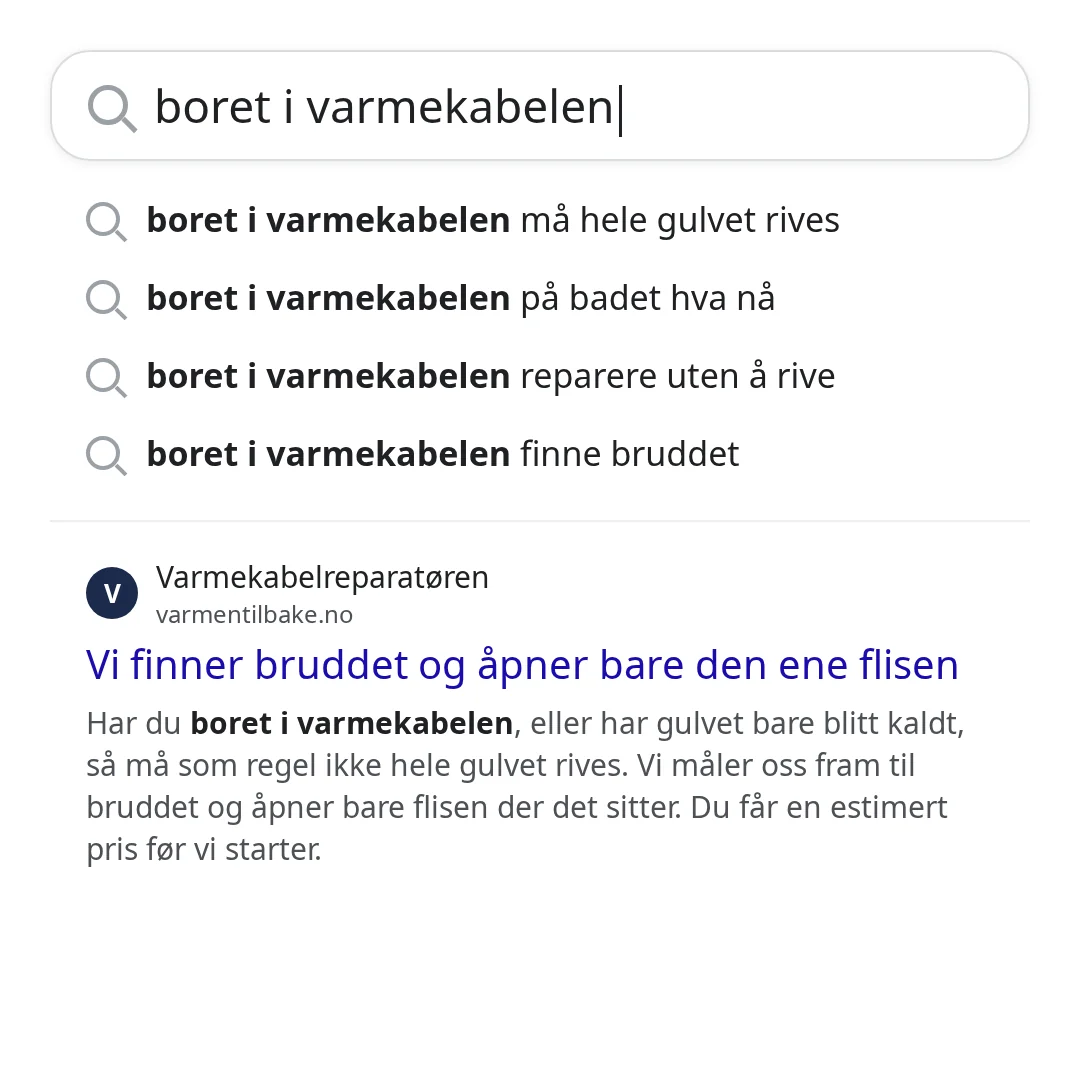 boret i varmekabelen
boret i varmekabelen må hele gulvet rives
boret i varmekabelen på badet hva nå
boret i varmekabelen reparere uten å rive
boret i varmekabelen finne bruddet
V
Varmekabelreparatøren
varmentilbake.no
Vi finner bruddet og åpner bare den ene flisen
Har du boret i varmekabelen, eller har gulvet bare blitt kaldt,
så må som regel ikke hele gulvet rives. Vi måler oss fram til
bruddet og åpner bare flisen der det sitter. Du får en estimert
pris før vi starter.